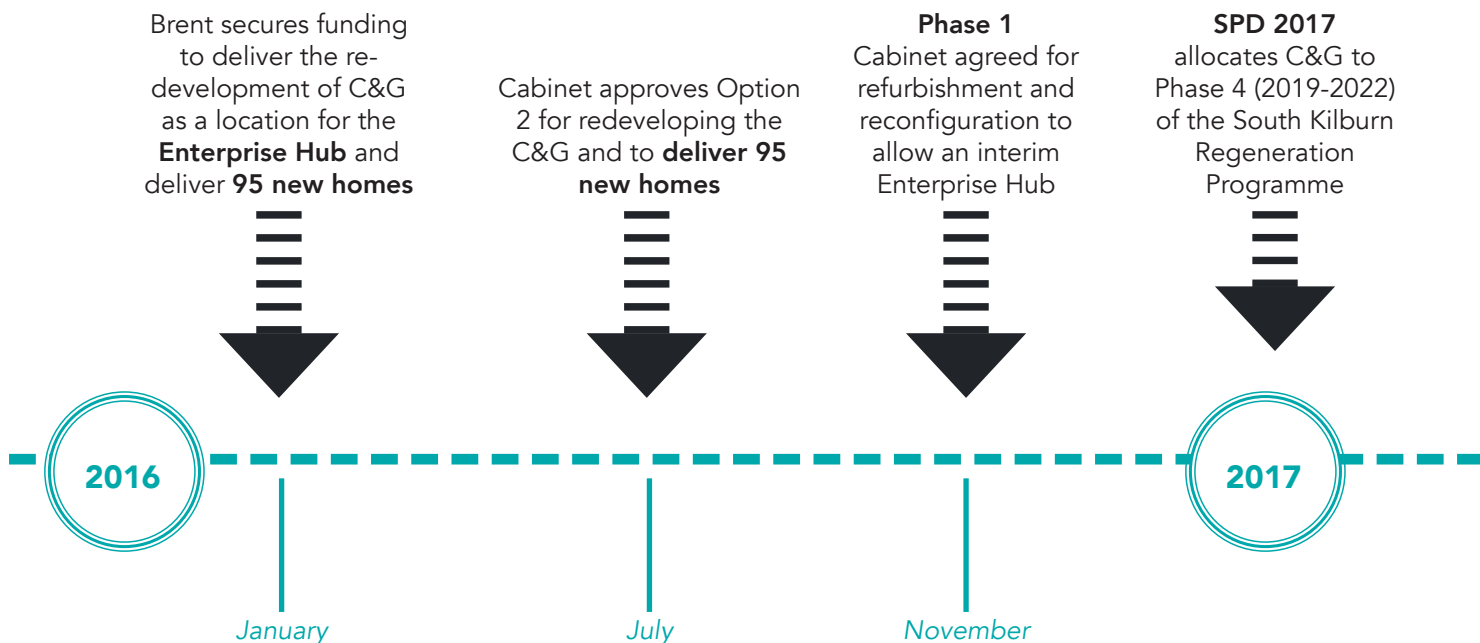 Brent secures funding
to deliver the re-
development of C&G
as a location for the
Enterprise Hub and
deliver 95 new homes
Cabinet approves Option
2 for redeveloping the
C&G and to deliver 95
new homes
Phase 1
Cabinet agreed for
refurbishment and
reconfiguration to
allow an interim
Enterprise Hub
SPD 2017
allocates C&G to
Phase 4 (2019-2022)
of the South Kilburn
Regeneration
Programme
2016
2017
January
July
November